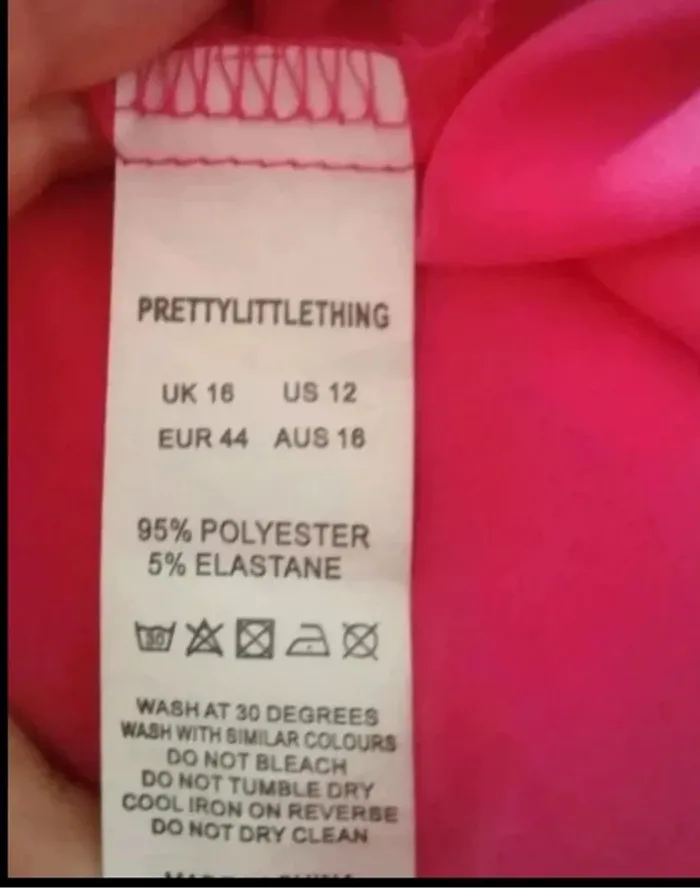 PRETTYLITTLETHING
UK 16 US 12
EUR 44 AUS 16
95% POLYESTER
5% ELASTANE
30
WASH AT 30 DEGREES
WASH WITH SIMILAR COLOURS
DO NOT BLEACH
DO NOT TUMBLE DRY
COOL IRON ON REVERSE
DO NOT DRY CLEAN